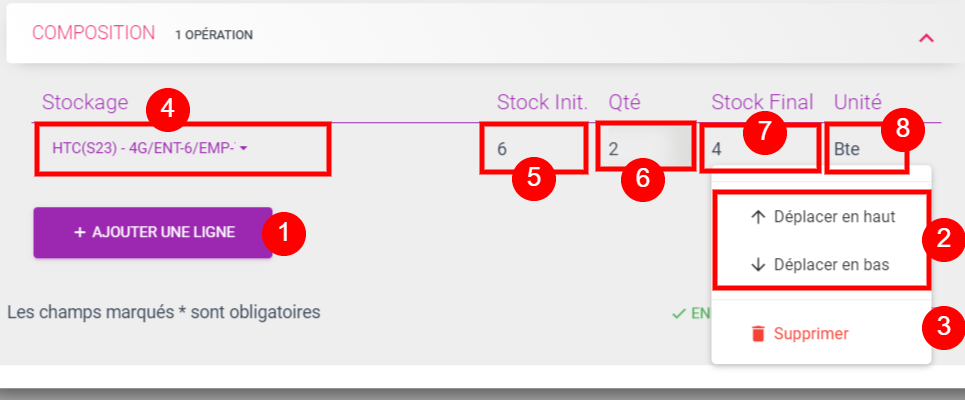 COMPOSITION 1 OPÉRATION
Stockage 4 Stock Init. Qté Stock Final Unité
HTC(S23) - 4G/ENT-6/EMP- 6 2 4 7 Bte 8
5 6
+ AJOUTER UNE LIGNE 1
Déplacer en haut
2
Déplacer en bas
Les champs marqués * sont obligatoires EN
Supprimer 3